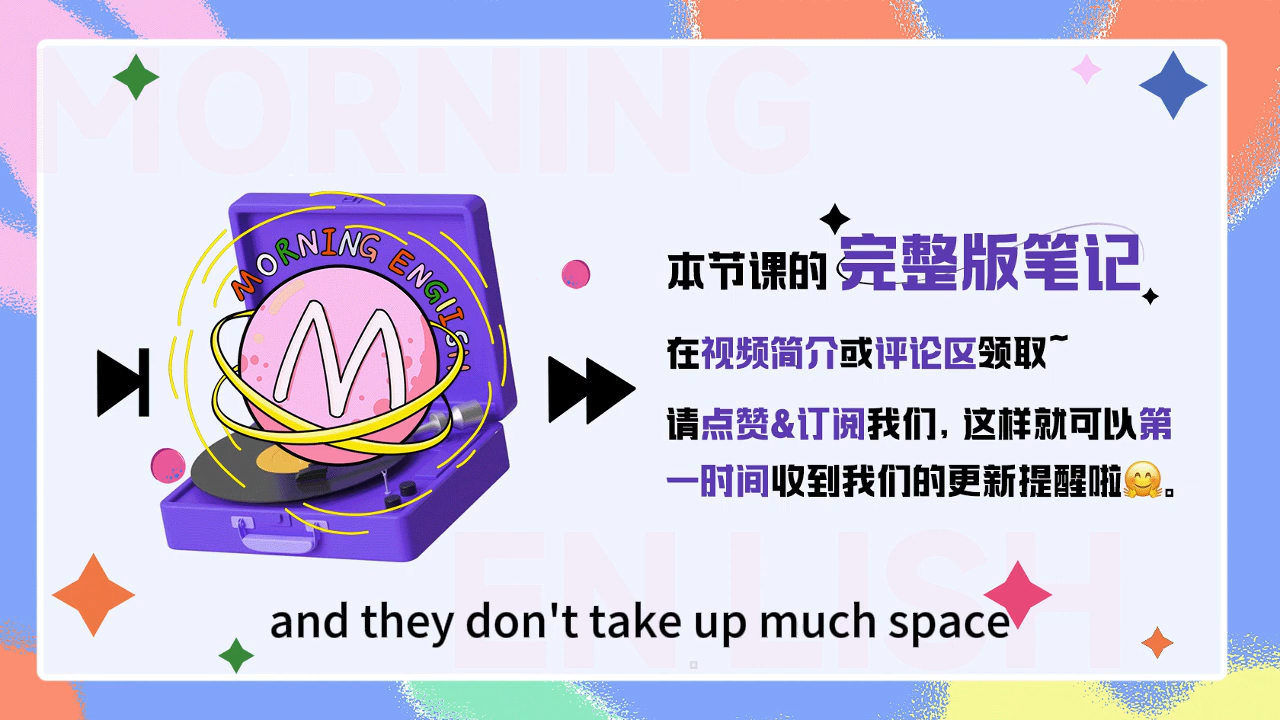 MORNING
MORNING ENGLISH
M
本节课的 完整版笔记
在视频简介或评论区领取~
请点赞&订阅我们，这样就可以第
一时间收到我们的更新提醒啦🤗。
EN LISH
and they don't take up much space